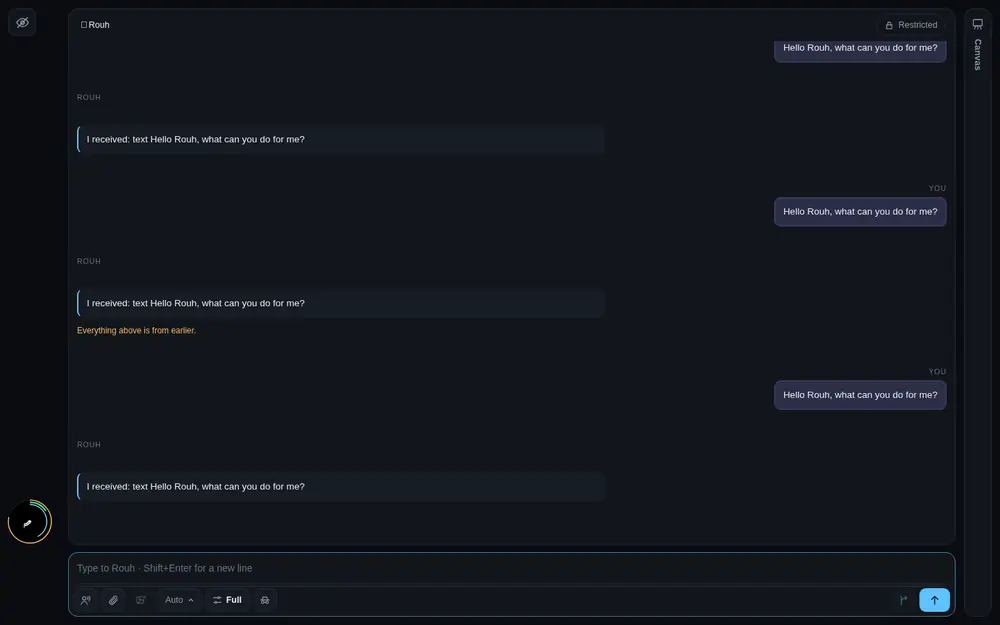 Rouh
Restricted
Canvas
Hello Rouh, what can you do for me?
ROUH
I received: text Hello Rouh, what can you do for me?
YOU
Hello Rouh, what can you do for me?
ROUH
I received: text Hello Rouh, what can you do for me?
Everything above is from earlier.
YOU
Hello Rouh, what can you do for me?
ROUH
I received: text Hello Rouh, what can you do for me?
Type to Rouh · Shift+Enter for a new line
Auto
Full